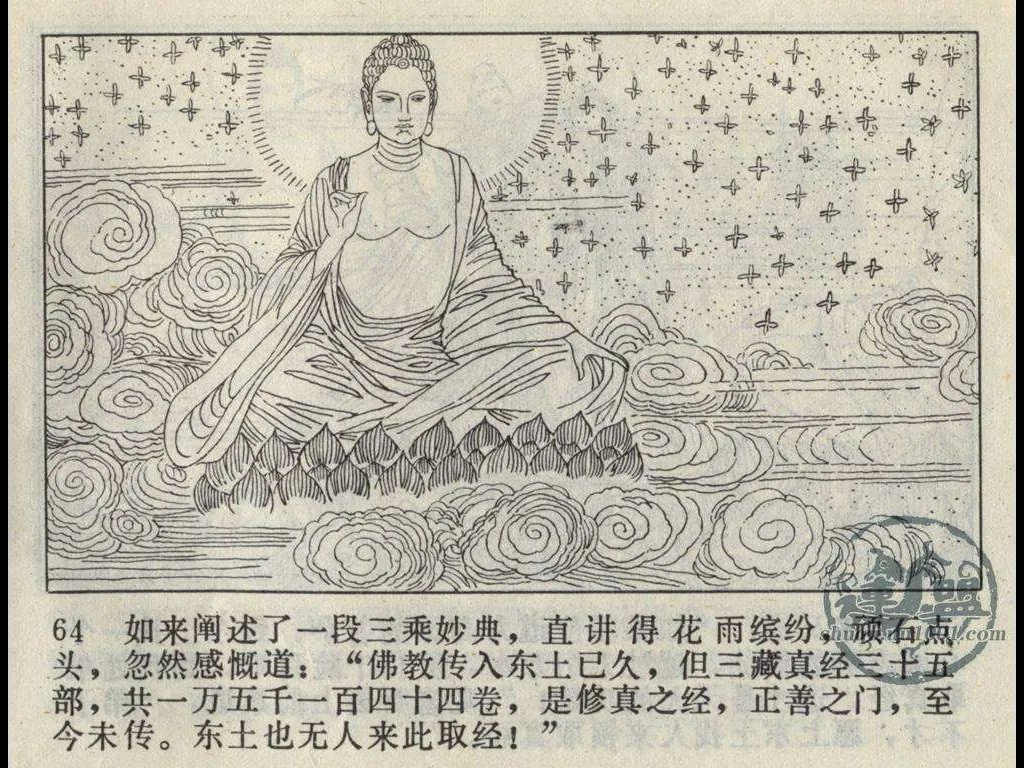 64 如来阐述了一段三乘妙典，直讲得花雨缤纷，顽石点
头，忽然感慨道：“佛教传入东土已久，但三藏真经三十五
部，共一万五千一百四十四卷，是修真之经，正善之门，至
今未传。东土也无人来此取经！”